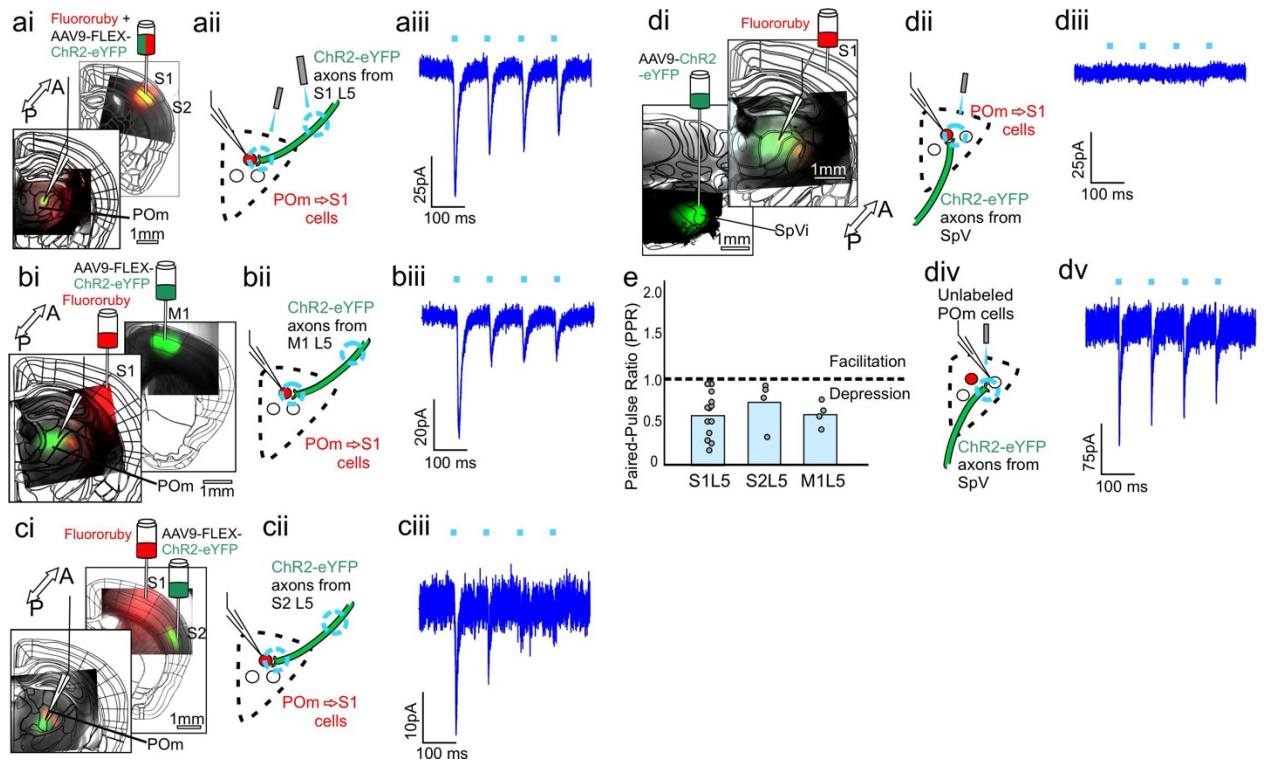 ai
Fluororuby +
AAV9-FLEX-
ChR2-eYFP
A
P
S1
S2
POm
1mm
aii
ChR2-eYFP
axons from
S1 L5
POm ⇨S1
cells
aiii
25pA
100 ms
bi
AAV9-FLEX-
ChR2-eYFP
Fluororuby
A
P
M1
S1
POm
1mm
bii
ChR2-eYFP
axons from
M1 L5
POm ⇨S1
cells
biii
20pA
100 ms
ci
Fluororuby
AAV9-FLEX-
ChR2-eYFP
A
P
S1
S2
1mm
POm
cii
ChR2-eYFP
axons from
S2 L5
POm ⇨S1
cells
ciii
10pA
100 ms
di
Fluororuby
AAV9-ChR2
-eYFP
S1
1mm
A
P
SpVi
1mm
dii
POm ⇨S1
cells
ChR2-eYFP
axons from
SpV
diii
25pA
100 ms
div
Unlabeled
POm cells
ChR2-eYFP
axons from
SpV
dv
75pA
100 ms
e
Paired-Pulse Ratio (PPR)
2.0
1.5
1.0
0.5
0
Facilitation
Depression
S1L5 S2L5 M1L5